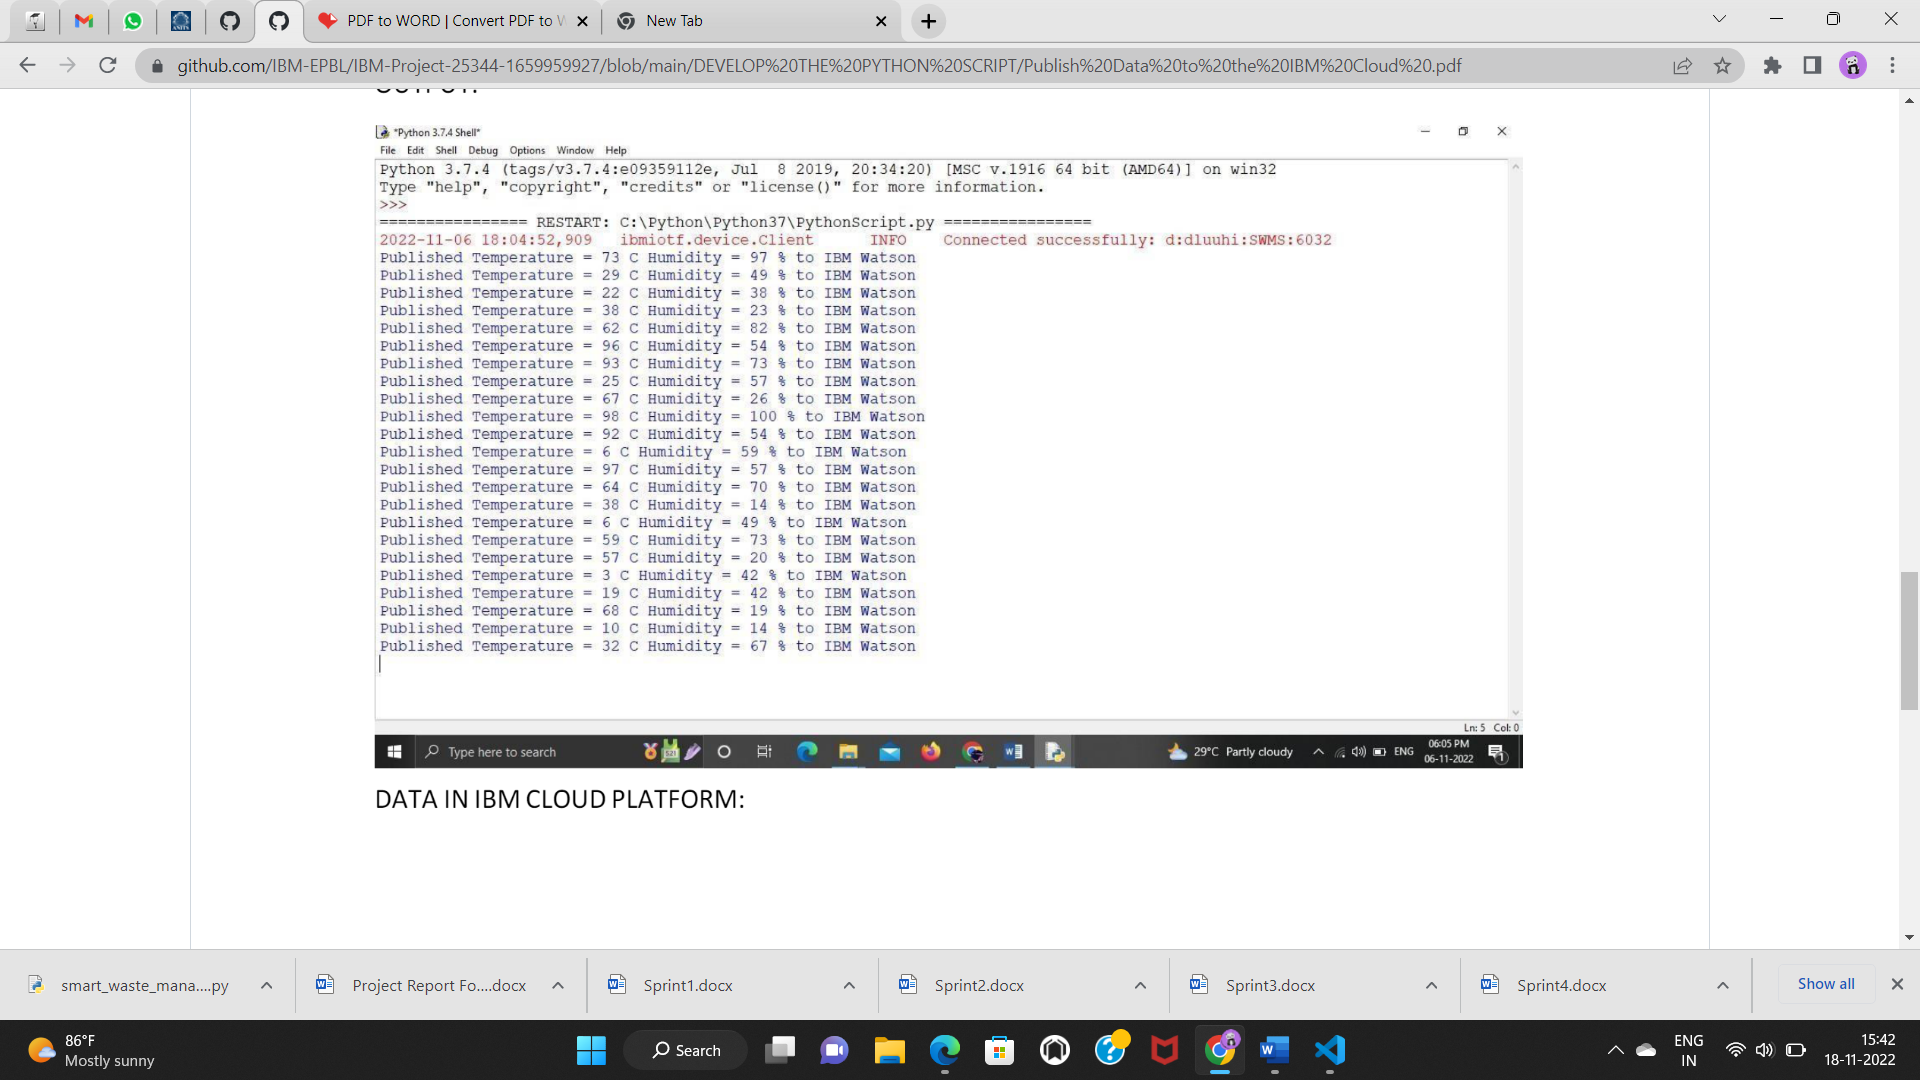 PDF to WORD | Convert PDF to W
New Tab
github.com/IBM-EPBL/IBM-Project-25344-1659959927/blob/main/DEVELOP%20THE%20PYTHON%20SCRIPT/Publish%20Data%20to%20the%20IBM%20Cloud%20.pdf
OUTPUT:
*Python 3.7.4 Shell*
File Edit Shell Debug Options Window Help
Python 3.7.4 (tags/v3.7.4:e09359112e, Jul  8 2019, 20:34:20) [MSC v.1916 64 bit (AMD64)] on win32
Type "help", "copyright", "credits" or "license()" for more information.
>>>
================ RESTART: C:\Python\Python37\PythonScript.py ================
2022-11-06 18:04:52,909   ibmiotf.device.Client      INFO    Connected successfully: d:dluuhi:SWMS:6032
Published Temperature = 73 C Humidity = 97 % to IBM Watson
Published Temperature = 29 C Humidity = 49 % to IBM Watson
Published Temperature = 22 C Humidity = 38 % to IBM Watson
Published Temperature = 38 C Humidity = 23 % to IBM Watson
Published Temperature = 62 C Humidity = 82 % to IBM Watson
Published Temperature = 96 C Humidity = 54 % to IBM Watson
Published Temperature = 93 C Humidity = 73 % to IBM Watson
Published Temperature = 25 C Humidity = 57 % to IBM Watson
Published Temperature = 67 C Humidity = 26 % to IBM Watson
Published Temperature = 98 C Humidity = 100 % to IBM Watson
Published Temperature = 92 C Humidity = 54 % to IBM Watson
Published Temperature = 6 C Humidity = 59 % to IBM Watson
Published Temperature = 97 C Humidity = 57 % to IBM Watson
Published Temperature = 64 C Humidity = 70 % to IBM Watson
Published Temperature = 38 C Humidity = 14 % to IBM Watson
Published Temperature = 6 C Humidity = 49 % to IBM Watson
Published Temperature = 59 C Humidity = 73 % to IBM Watson
Published Temperature = 57 C Humidity = 20 % to IBM Watson
Published Temperature = 3 C Humidity = 42 % to IBM Watson
Published Temperature = 19 C Humidity = 42 % to IBM Watson
Published Temperature = 68 C Humidity = 19 % to IBM Watson
Published Temperature = 10 C Humidity = 14 % to IBM Watson
Published Temperature = 32 C Humidity = 67 % to IBM Watson
Ln: 5 Col: 0
Type here to search
29°C Partly cloudy
ENG
06:05 PM
06-11-2022
DATA IN IBM CLOUD PLATFORM:
smart_waste_mana....py
Project Report Fo....docx
Sprint1.docx
Sprint2.docx
Sprint3.docx
Sprint4.docx
Show all
86°F
Mostly sunny
Search
ENG
IN
15:42
18-11-2022